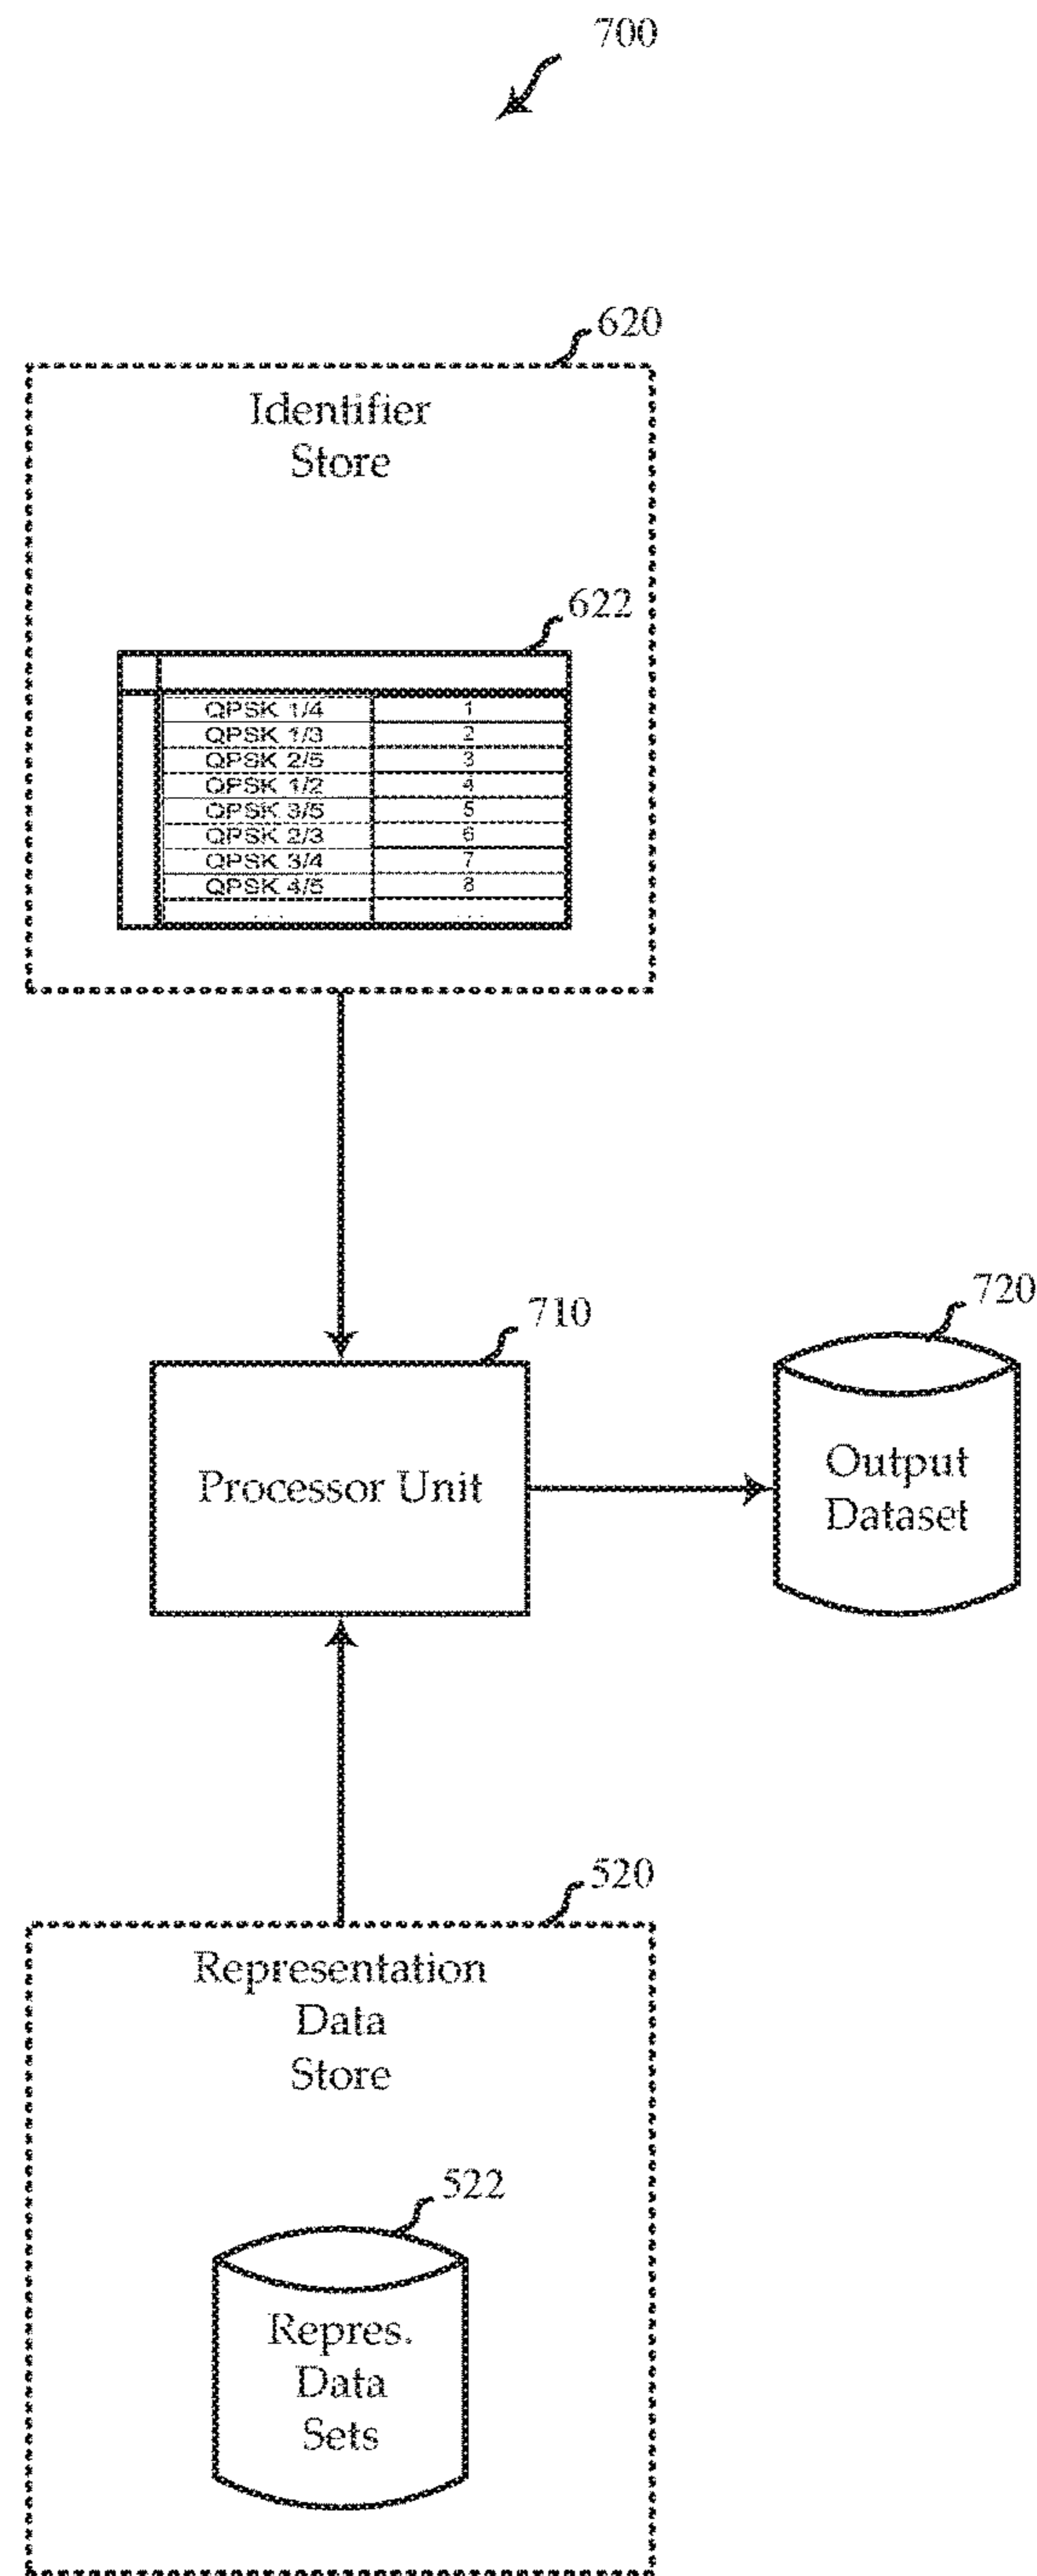 700
620
Identifier
Store
622
QPSK 1/4 1
QPSK 1/3 2
QPSK 2/5 3
QPSK 1/2 4
QPSK 3/5 5
QPSK 2/3 6
QPSK 3/4 7
QPSK 4/5 8
. . . . . .
710
Processor Unit
720
Output
Dataset
520
Representation
Data
Store
522
Repres.
Data
Sets